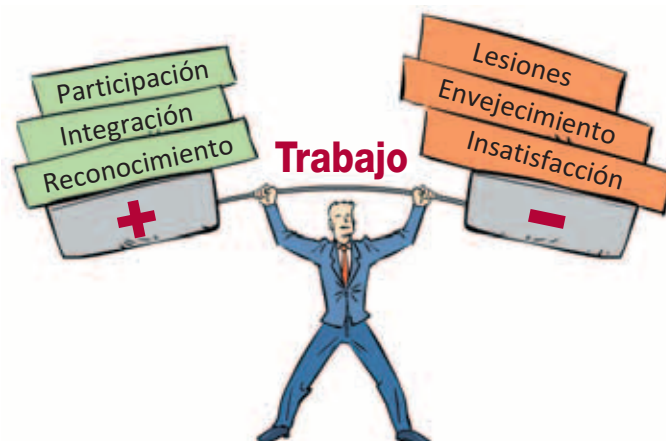 Participación
Integración
Reconocimiento
+
Trabajo
Lesiones
Envejecimiento
Insatisfacción
-